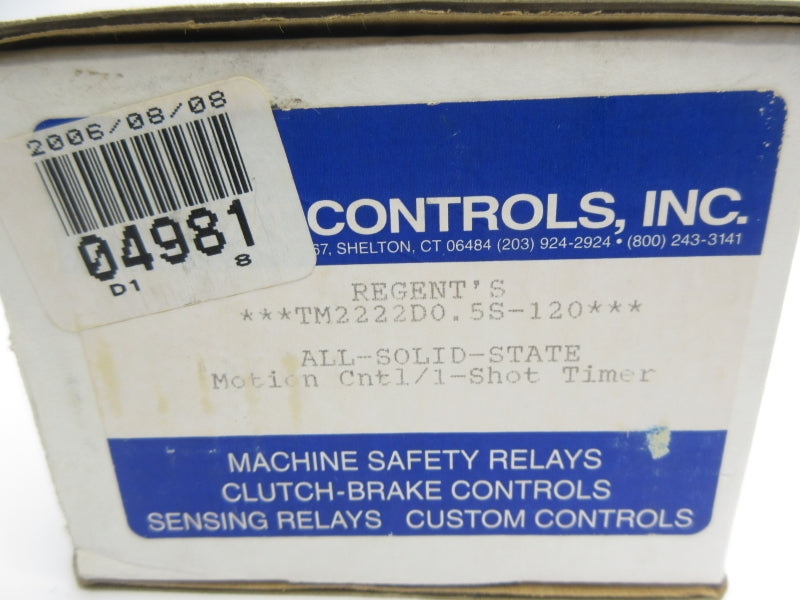 2006/08/08
04981
D1 8
CONTROLS, INC.
67, SHELTON, CT 06484 (203) 924-2924 • (800) 243-3141
REGENT'S
***TM2222D0.5S-120***
ALL-SOLID-STATE
Motion Cntl/1-Shot Timer
MACHINE SAFETY RELAYS
CLUTCH-BRAKE CONTROLS
SENSING RELAYS CUSTOM CONTROLS